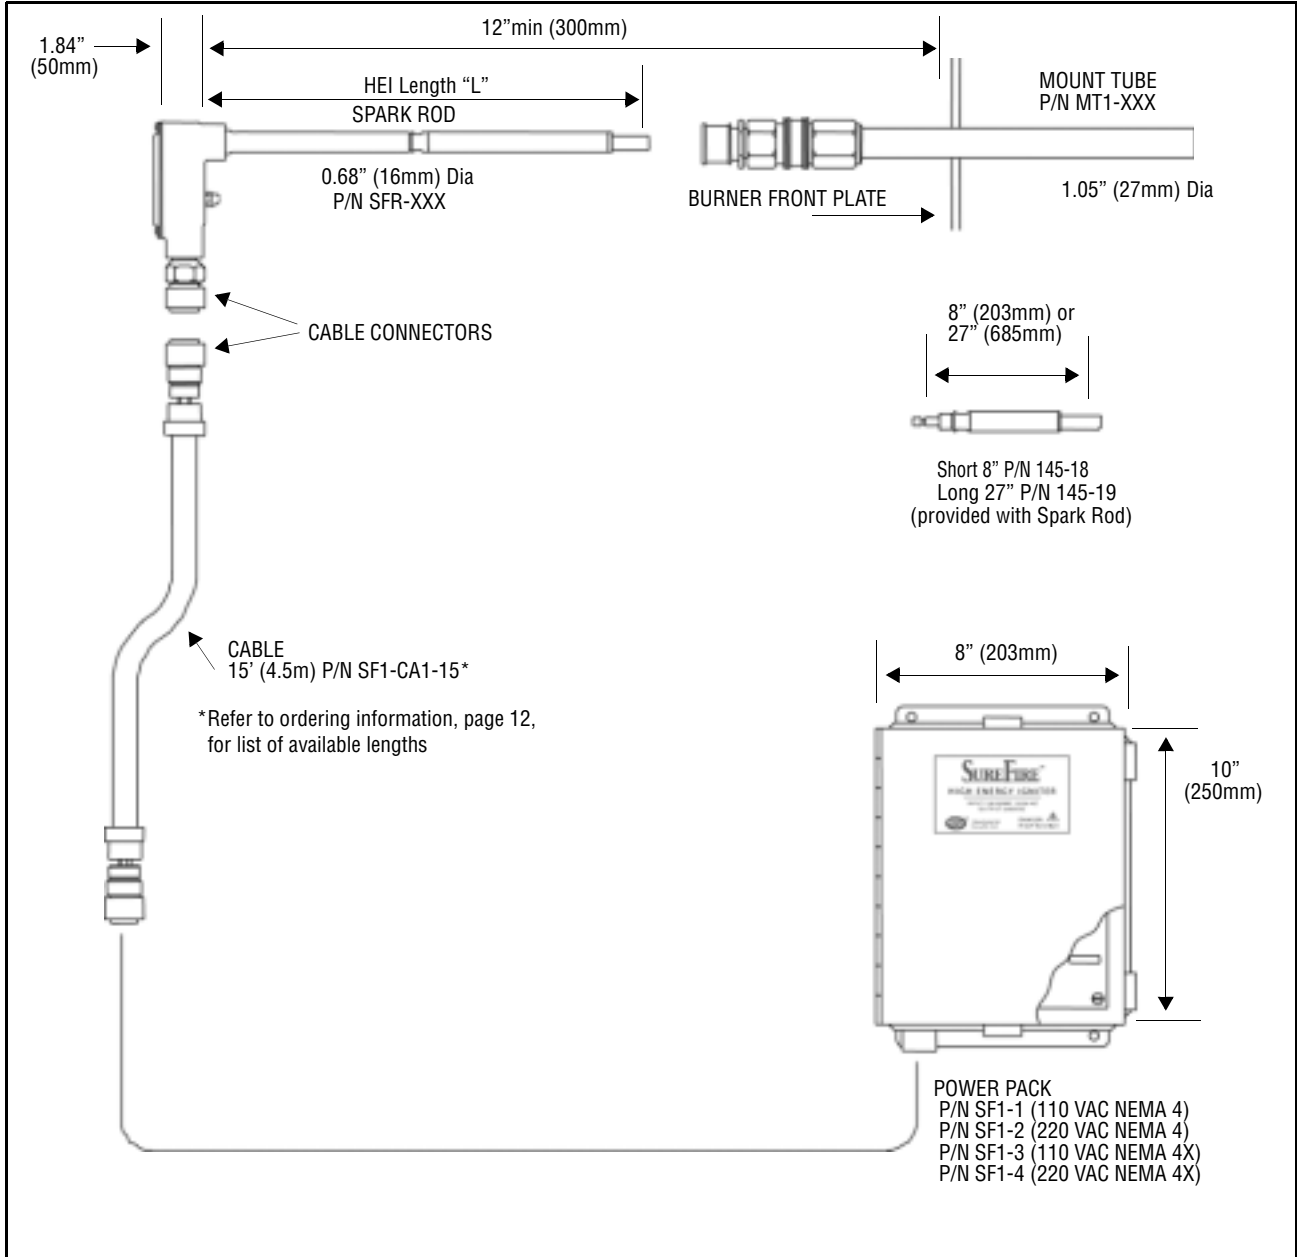 12”min (300mm)
1.84”
(50mm)
HEI Length “L”
SPARK ROD
MOUNT TUBE
P/N MT1-XXX
0.68” (16mm) Dia
P/N SFR-XXX
BURNER FRONT PLATE
1.05” (27mm) Dia
CABLE CONNECTORS
8” (203mm) or
27” (685mm)
Short 8” P/N 145-18
Long 27” P/N 145-19
(provided with Spark Rod)
CABLE
15’ (4.5m) P/N SF1-CA1-15*
*Refer to ordering information, page 12,
for list of available lengths
8” (203mm)
SUREFIRE™
HIGH ENERGY IGNITER
10”
(250mm)
POWER PACK
P/N SF1-1 (110 VAC NEMA 4)
P/N SF1-2 (220 VAC NEMA 4)
P/N SF1-3 (110 VAC NEMA 4X)
P/N SF1-4 (220 VAC NEMA 4X)